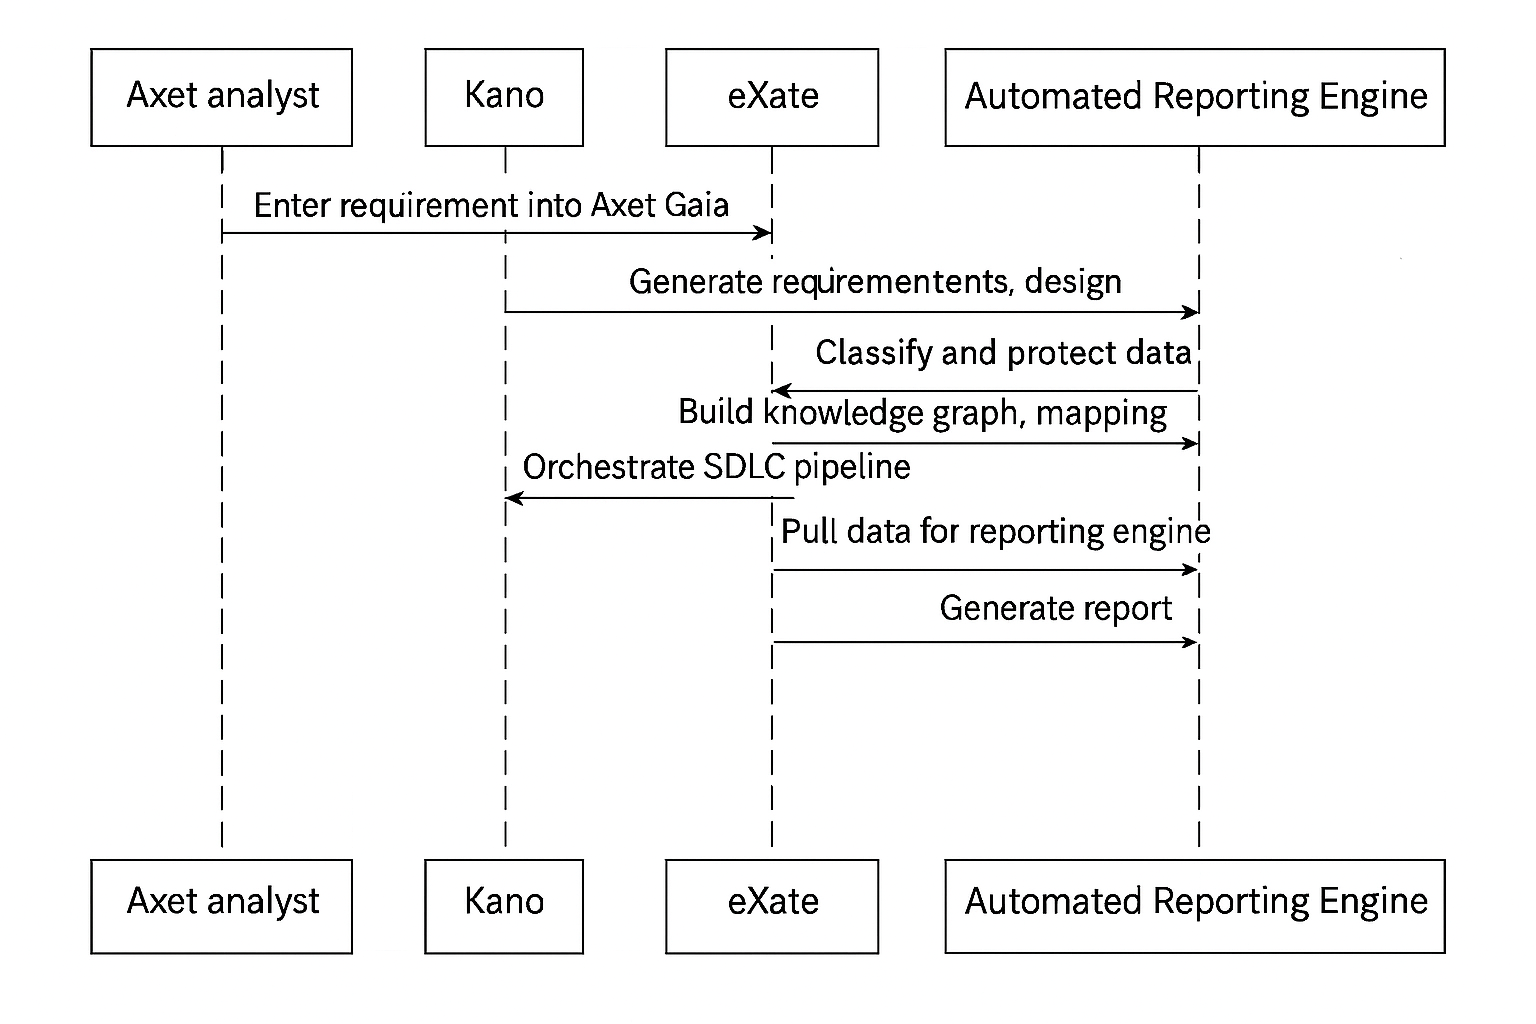 Axet analyst
Kano
eXate
Automated Reporting Engine
Enter requirement into Axet Gaia
Generate requirementents, design
Classify and protect data
Build knowledge graph, mapping
Orchestrate SDLC pipeline
Pull data for reporting engine
Generate report
Axet analyst
Kano
eXate
Automated Reporting Engine